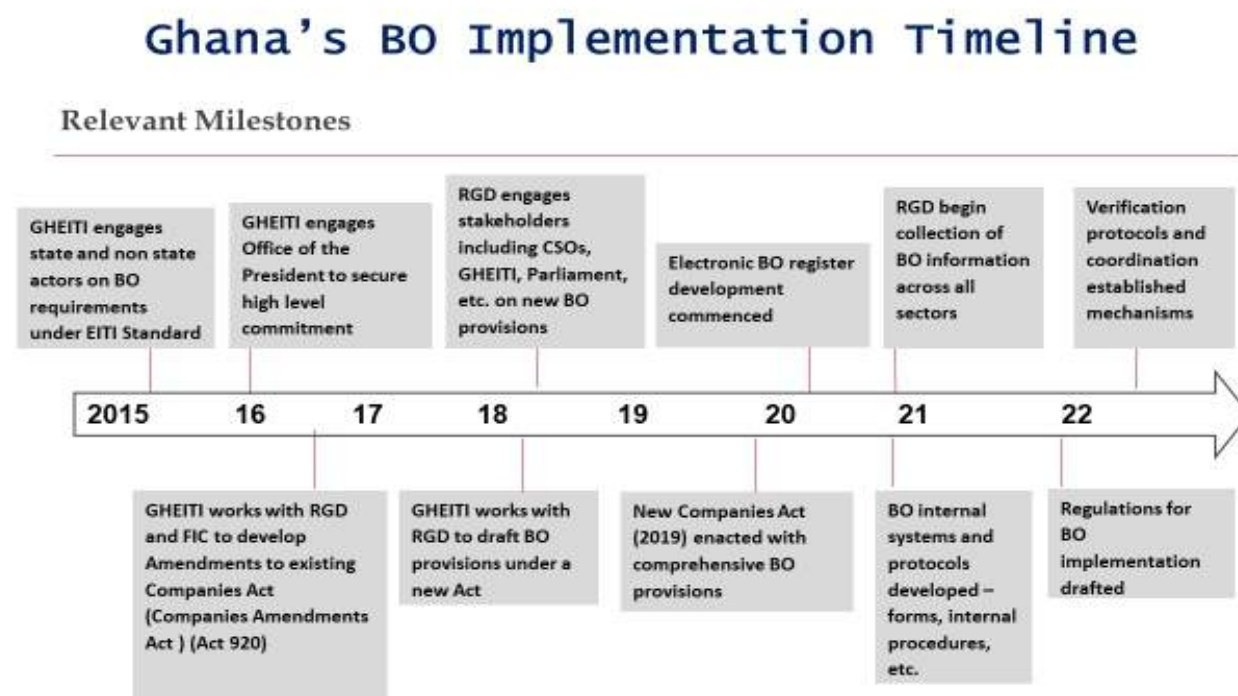 Ghana's BO Implementation Timeline
Relevant Milestones
GHEITI engages
state and non state
actors on BO
requirements
under EITI Standard
GHEITI engages
Office of the
President to secure
high level
commitment
RGD engages
stakeholders
including CSOs,
GHEITI, Parliament,
etc. on new BO
provisions
Electronic BO register
development
commenced
RGD begin
collection of
BO information
across all
sectors
Verification
protocols and
coordination
established
mechanisms
2015 16 17 18 19 20 21 22
GHEITI works with RGD
and FIC to develop
Amendments to existing
Companies Act
(Companies Amendments
Act ) (Act 920)
GHEITI works with
RGD to draft BO
provisions under a
new Act
New Companies Act
(2019) enacted with
comprehensive BO
provisions
BO internal
systems and
protocols
developed –
forms, internal
procedures,
etc.
Regulations for
BO
implementation
drafted